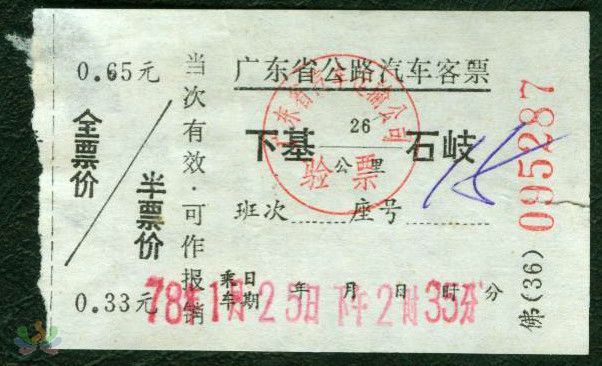 广东省公路汽车客票
0.65元
全票价
半票价
0.33元
当次有效·可作报销
下基
26
公里
石岐
验票
15
班次 座号
乘车日期 年 月 日 时 分
78年1月25日下午2时35分
095287
佛(36)